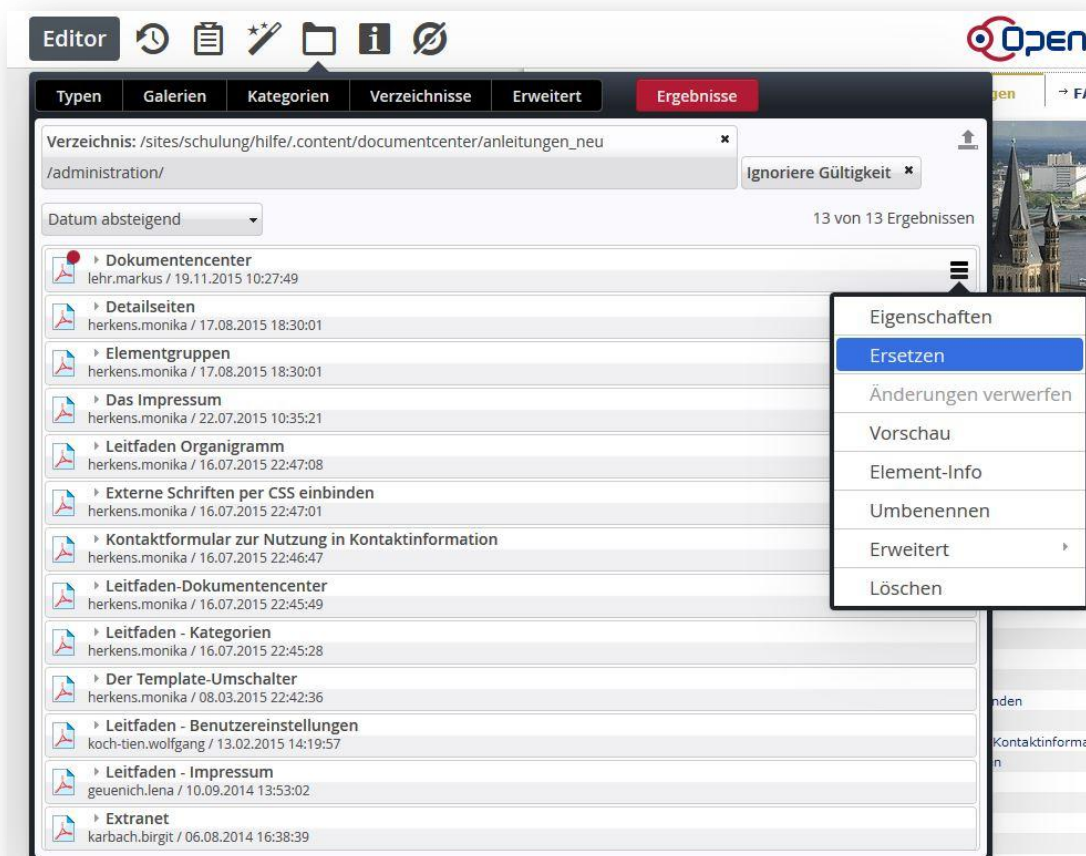 Editor
Open
Typen Galerien Kategorien Verzeichnisse Erweitert Ergebnisse
Verzeichnis: /sites/schulung/hilfe/.content/documentcenter/anleitungen_neu
/administration/
Ignoriere Gültigkeit
Datum absteigend
13 von 13 Ergebnissen
Dokumentencenter
lehr.markus / 19.11.2015 10:27:49
Detailseiten
herkens.monika / 17.08.2015 18:30:01
Elementgruppen
herkens.monika / 17.08.2015 18:30:01
Das Impressum
herkens.monika / 22.07.2015 10:35:21
Leitfaden Organigramm
herkens.monika / 16.07.2015 22:47:08
Externe Schriften per CSS einbinden
herkens.monika / 16.07.2015 22:47:01
Kontaktformular zur Nutzung in Kontaktinformation
herkens.monika / 16.07.2015 22:46:47
Leitfaden-Dokumentencenter
herkens.monika / 16.07.2015 22:45:49
Leitfaden - Kategorien
herkens.monika / 16.07.2015 22:45:28
Der Template-Umschalter
herkens.monika / 08.03.2015 22:42:36
Leitfaden - Benutzereinstellungen
koch-tien.wolfgang / 13.02.2015 14:19:57
Leitfaden - Impressum
geuenich.lena / 10.09.2014 13:53:02
Extranet
karbach.birgit / 06.08.2014 16:38:39
Eigenschaften
Ersetzen
Änderungen verwerfen
Vorschau
Element-Info
Umbenennen
Erweitert
Löschen
gen
FA
nden
Kontaktinforma
n